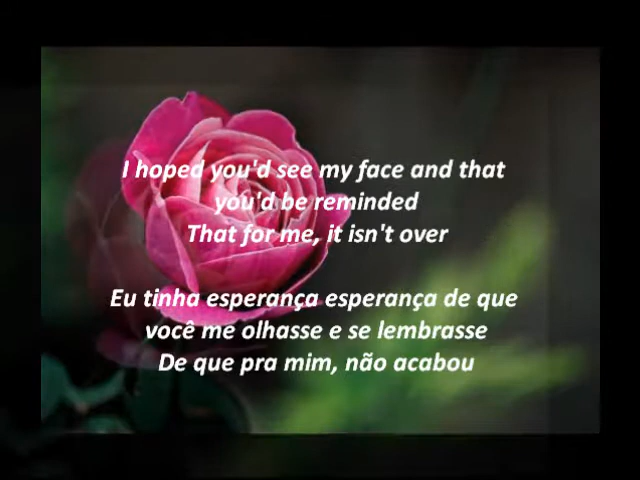 I hoped you'd see my face and that
you'd be reminded
That for me, it isn't over
Eu tinha esperança esperança de que
você me olhasse e se lembrasse
De que pra mim, não acabou